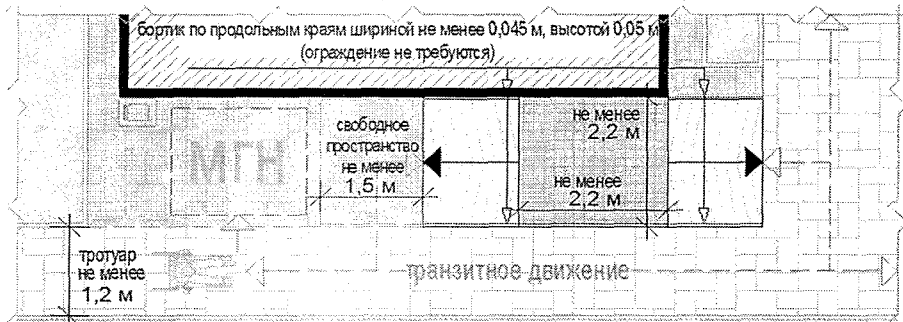 бортик по продольным краям шириной не менее 0,045 м, высотой 0,05 м
(ограждение не требуются)
свободное
пространство
не менее
1,5 м
МГН
не менее
2,2 м
не менее
2,2 м
тротуар
не менее
1,2 м
транзитное движение